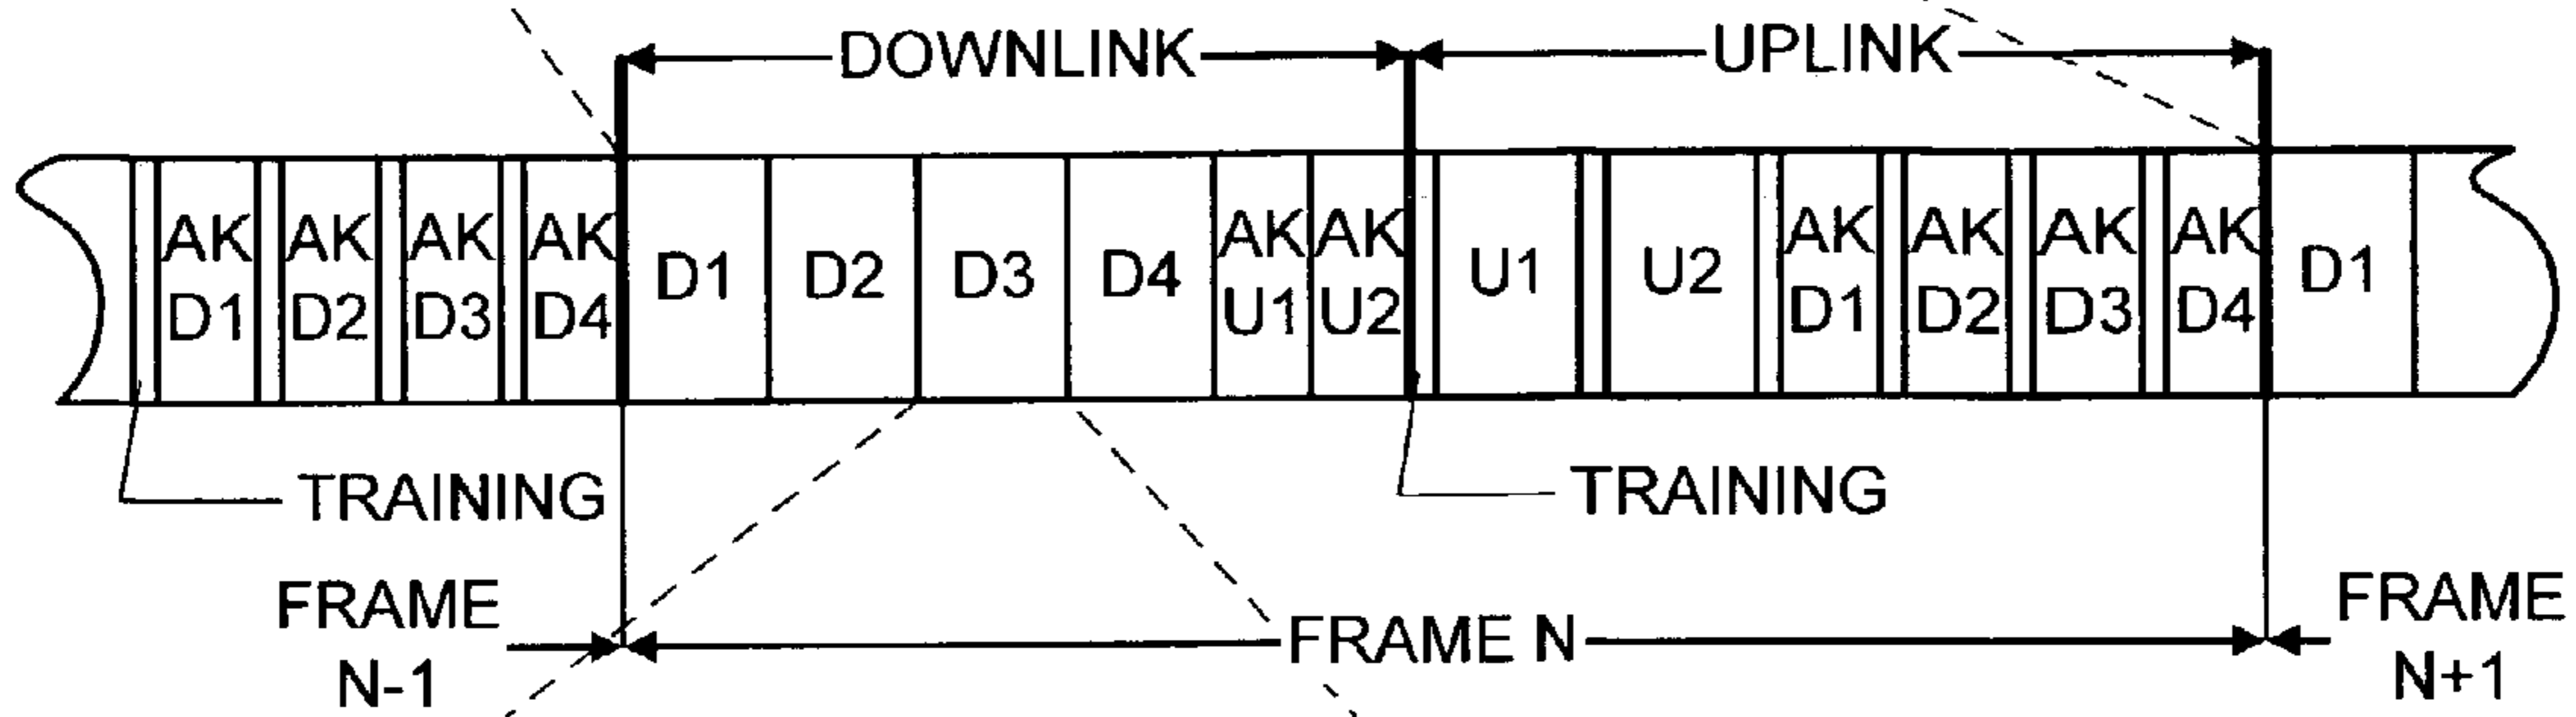 DOWNLINK UPLINK
AK D1 AK D2 AK D3 AK D4 D1 D2 D3 D4 AK U1 AK U2 U1 U2 AK D1 AK D2 AK D3 AK D4 D1
TRAINING TRAINING
FRAME N-1 FRAME N FRAME N+1